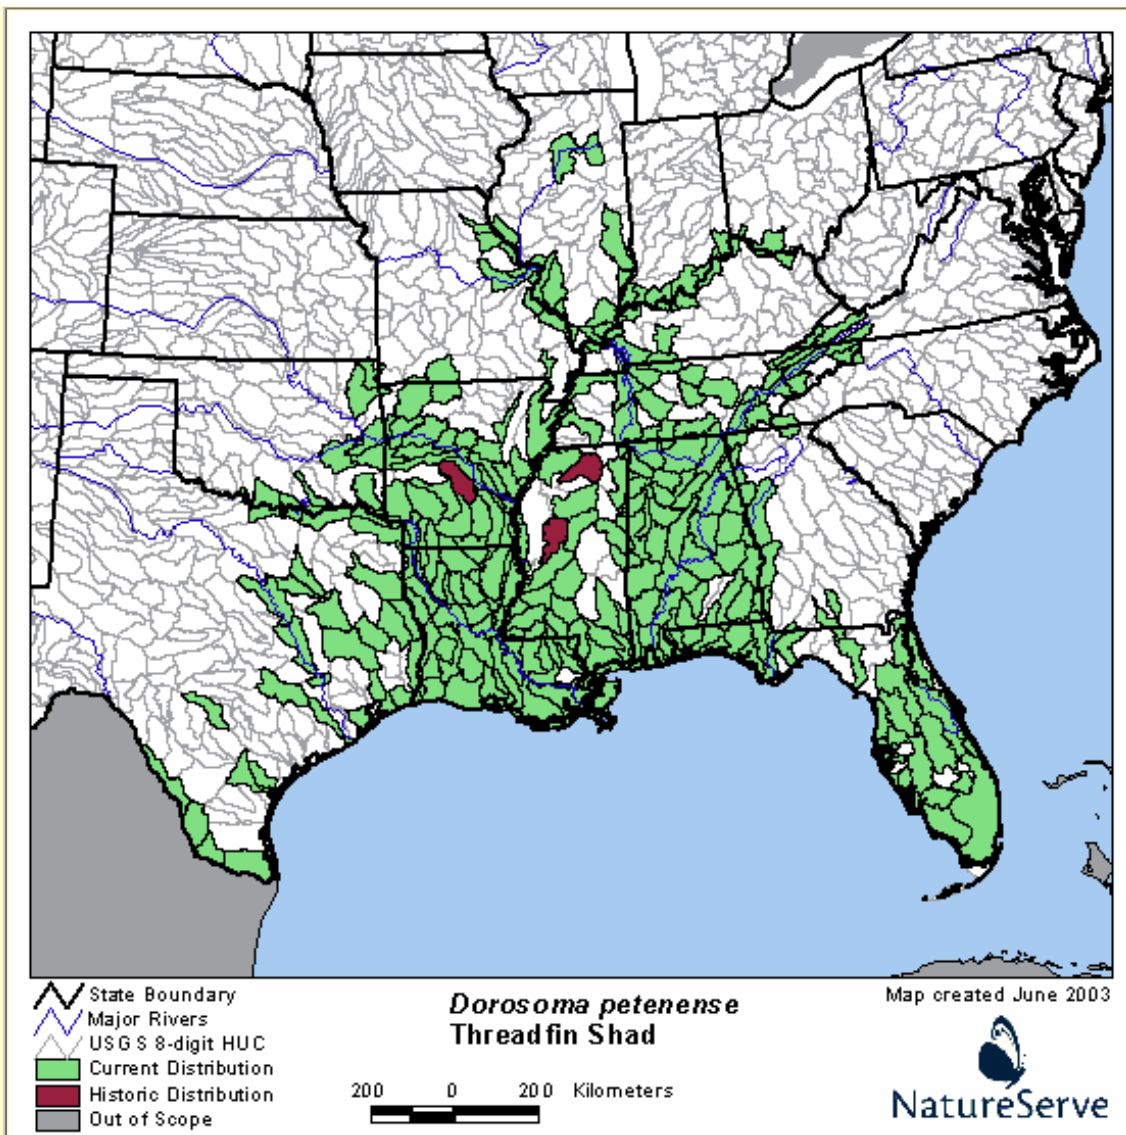 State Boundary
Major Rivers
USGS 8-digit HUC
Current Distribution
Historic Distribution
Out of Scope
Dorosoma petenense
Threadfin Shad
200 0 200 Kilometers
Map created June 2003
NatureServe